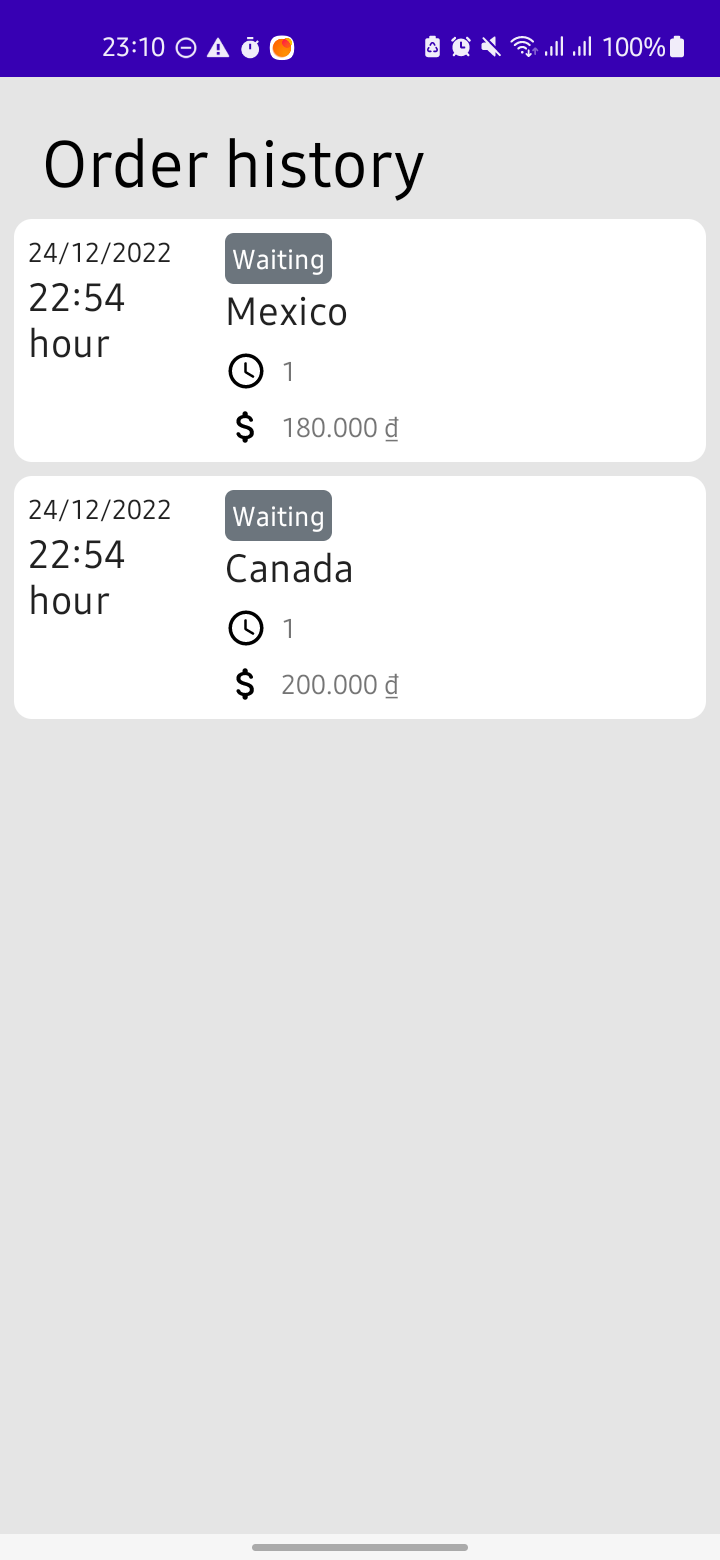 23:10 100%
Order history
24/12/2022
22:54
hour
Waiting
Mexico
1
$ 180.000 ₫
24/12/2022
22:54
hour
Waiting
Canada
1
$ 200.000 ₫